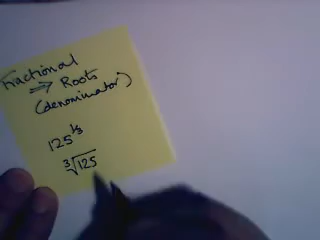 Fractional
⇒ Roots
(denominator)
125^1/3
∛125